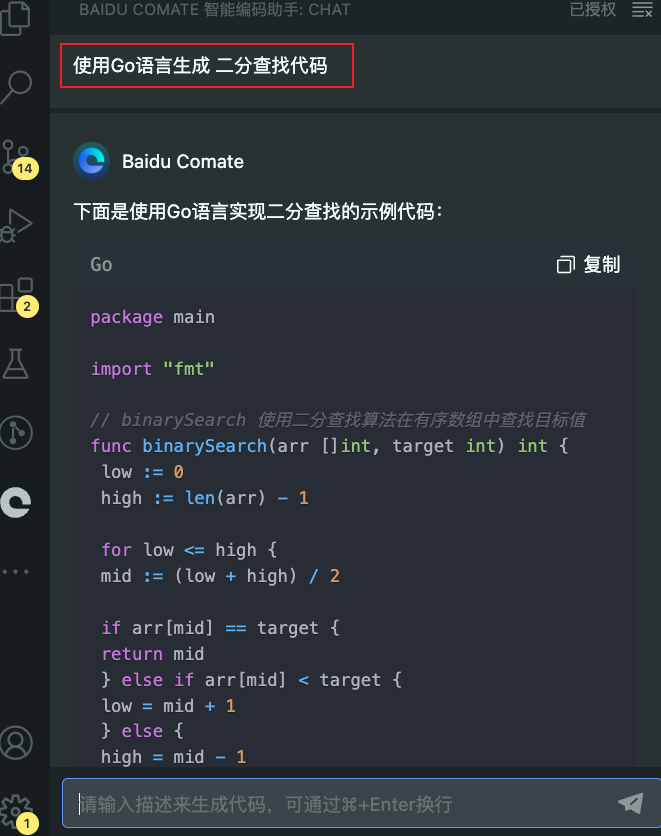 BAIDU COMATE 智能编码助手: CHAT
已授权
使用Go语言生成 二分查找代码
14
Baidu Comate
下面是使用Go语言实现二分查找的示例代码：
Go
复制
2
package main
import "fmt"
// binarySearch 使用二分查找算法在有序数组中查找目标值
func binarySearch(arr []int, target int) int {
low := 0
high := len(arr) - 1
for low <= high {
mid := (low + high) / 2
if arr[mid] == target {
return mid
} else if arr[mid] < target {
low = mid + 1
} else {
high = mid - 1
请输入描述来生成代码，可通过⌘+Enter换行
1